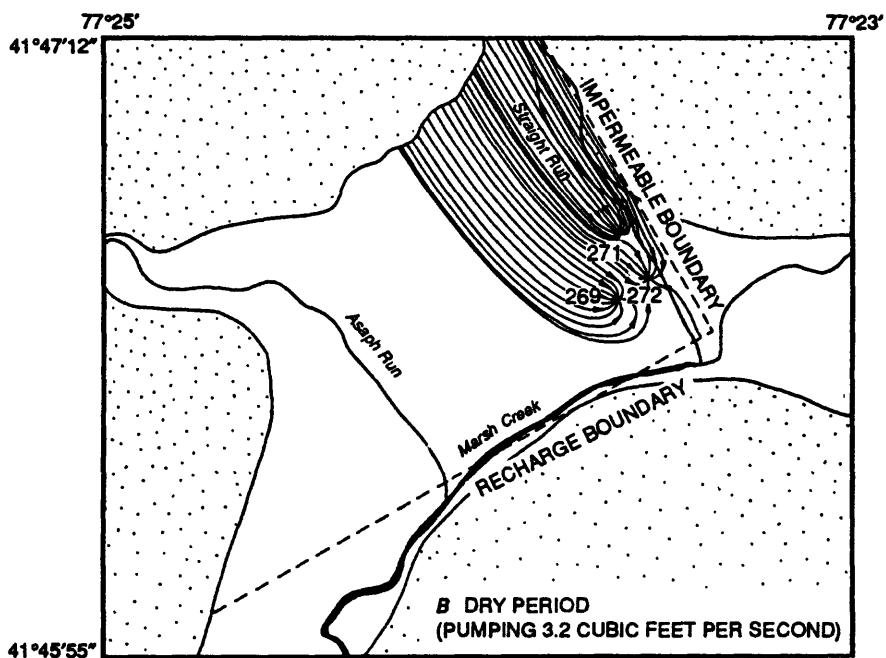 77°25′
77°23′
41°47′12″
IMPERMEABLE BOUNDARY
Straight Run
271
269
272
Asaph Run
Marsh Creek
RECHARGE BOUNDARY
B DRY PERIOD
(PUMPING 3.2 CUBIC FEET PER SECOND)
41°45′55″